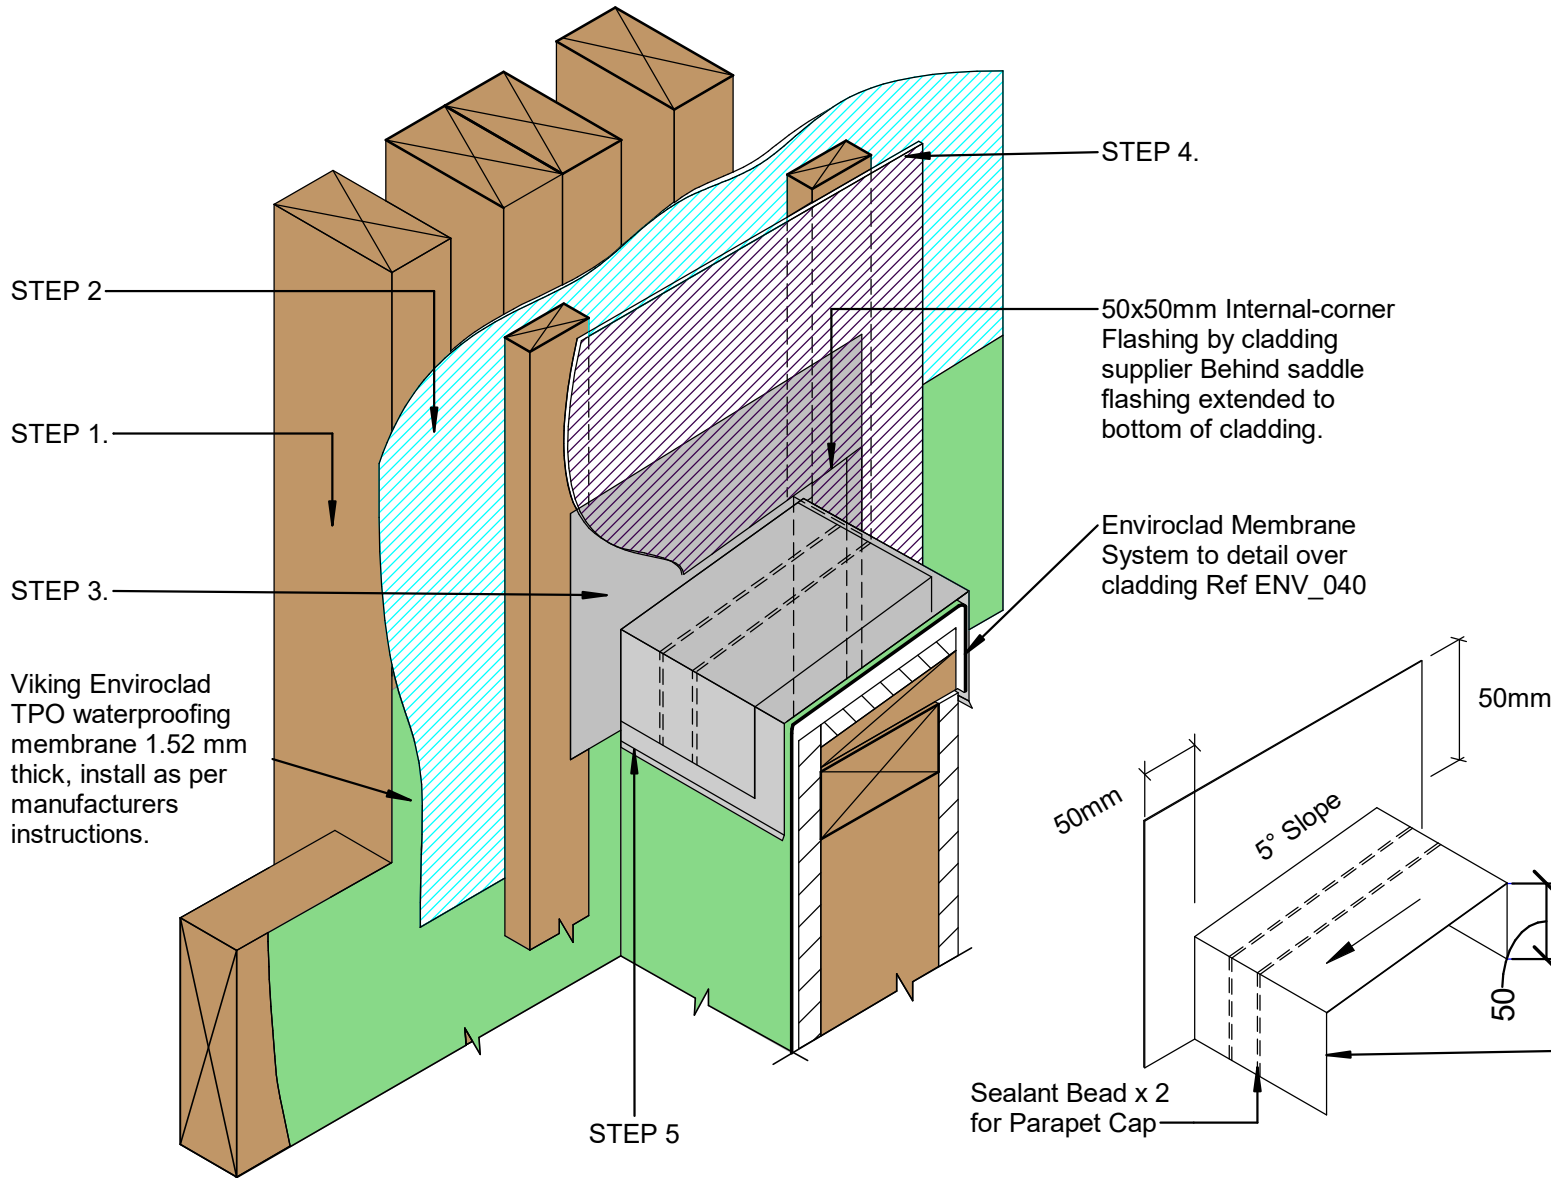 STEP 4.
STEP 2
50x50mm Internal-corner
Flashing by cladding
supplier Behind saddle
flashing extended to
bottom of cladding.
STEP 1.
Enviroclad Membrane
System to detail over
cladding Ref ENV_040
STEP 3.
Viking Enviroclad
TPO waterproofing
membrane 1.52 mm
thick, install as per
manufacturers
instructions.
50mm
50mm
5° Slope
50
Sealant Bead x 2
for Parapet Cap
STEP 5